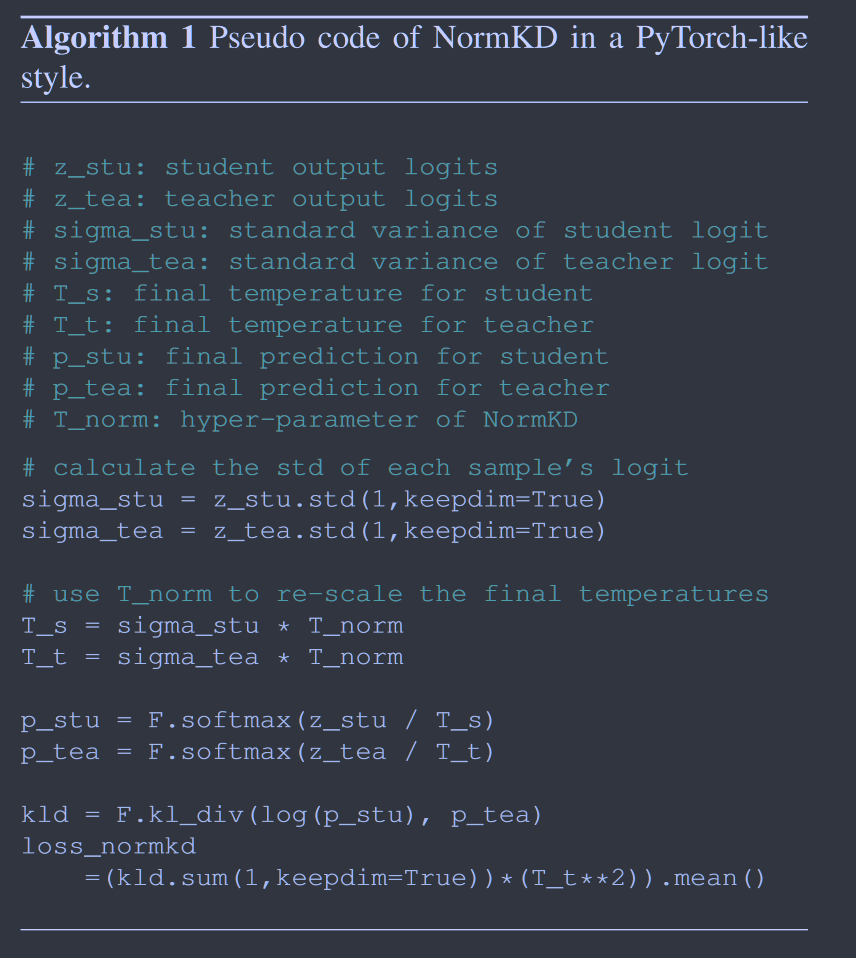 Algorithm 1 Pseudo code of NormKD in a PyTorch-like
style.
# z_stu: student output logits
# z_tea: teacher output logits
# sigma_stu: standard variance of student logit
# sigma_tea: standard variance of teacher logit
# T_s: final temperature for student
# T_t: final temperature for teacher
# p_stu: final prediction for student
# p_tea: final prediction for teacher
# T_norm: hyper-parameter of NormKD
# calculate the std of each sample's logit
sigma_stu = z_stu.std(1,keepdim=True)
sigma_tea = z_tea.std(1,keepdim=True)
# use T_norm to re-scale the final temperatures
T_s = sigma_stu * T_norm
T_t = sigma_tea * T_norm
p_stu = F.softmax(z_stu / T_s)
p_tea = F.softmax(z_tea / T_t)
kld = F.kl_div(log(p_stu), p_tea)
loss_normkd
=(kld.sum(1,keepdim=True))*(T_t**2)).mean()